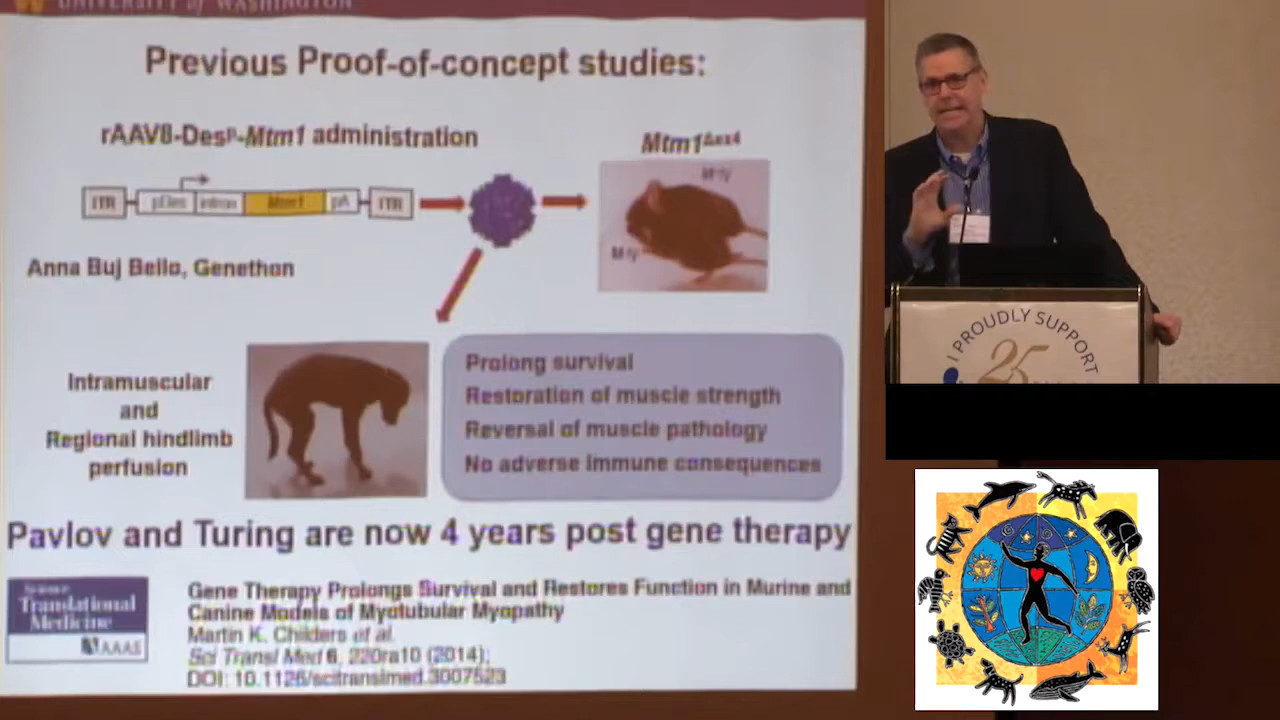 UNIVERSITY of WASHINGTON
Previous Proof-of-concept studies:
rAAV8-Desp-Mtm1 administration
Mtm1Δex4
ITR
pDes
intron
Mtm1
pA
ITR
Anna Buj Bello, Genethon
Intramuscular
and
Regional hindlimb
perfusion
Prolong survival
Restoration of muscle strength
Reversal of muscle pathology
No adverse immune consequences
Pavlov and Turing are now 4 years post gene therapy
Science
Translational
Medicine
AAAS
Gene Therapy Prolongs Survival and Restores Function in Murine and
Canine Models of Myotubular Myopathy
Martin K. Childers et al.
Sci Transl Med 6, 220ra10 (2014);
DOI: 10.1126/scitranslmed.3007523
I PROUDLY SUPPORT
25